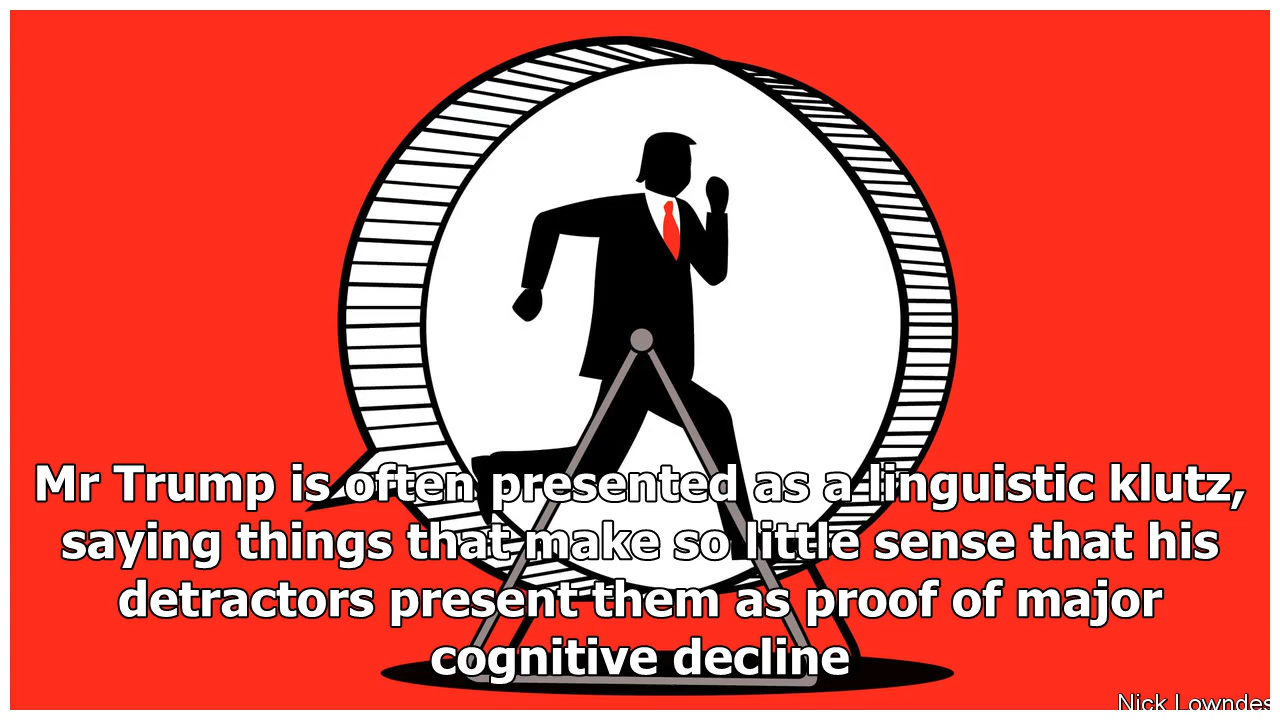 Mr Trump is often presented as a linguistic klutz,
saying things that make so little sense that his
detractors present them as proof of major
cognitive decline
Nick Lowndes